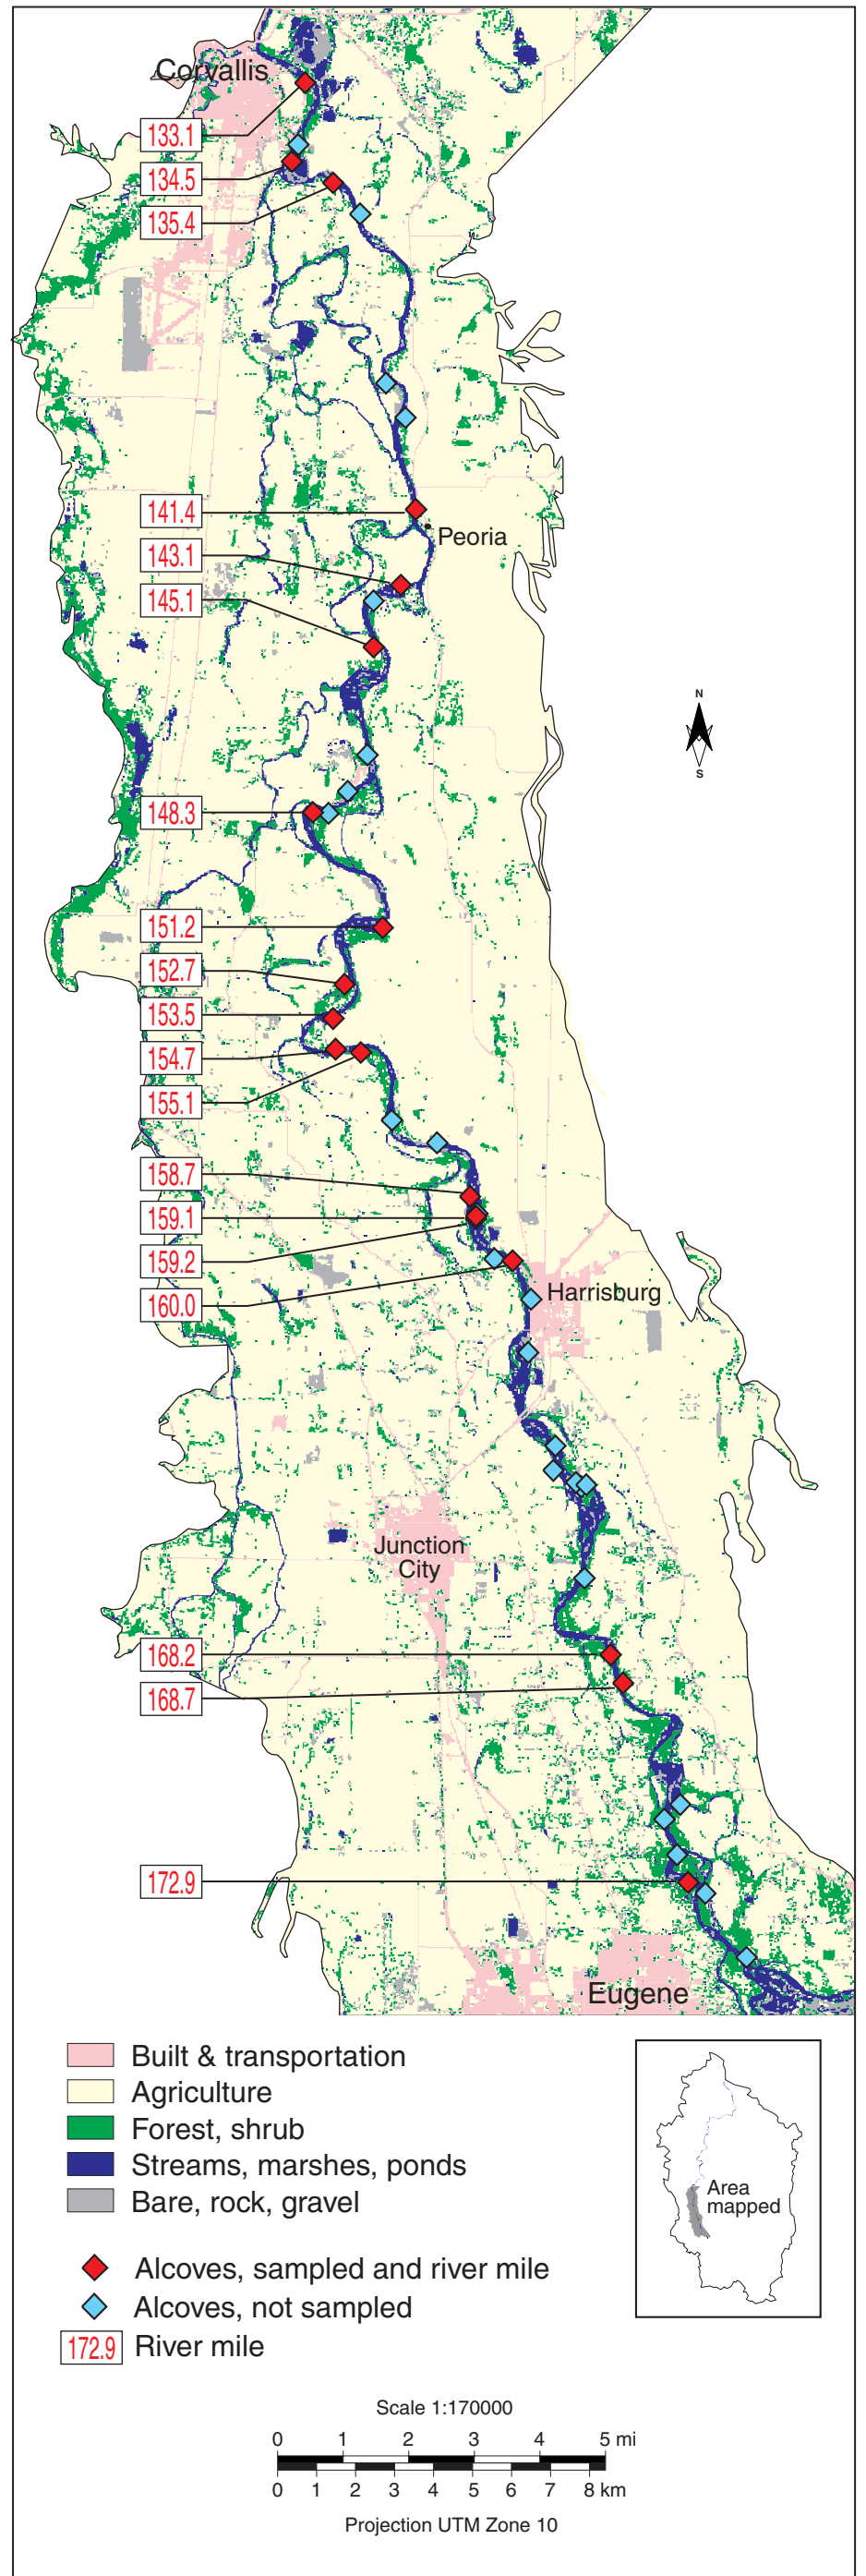 Corvallis
133.1
134.5
135.4
141.4
Peoria
143.1
145.1
N
S
148.3
151.2
152.7
153.5
154.7
155.1
158.7
159.1
159.2
Harrisburg
160.0
Junction
City
168.2
168.7
172.9
Eugene
Built & transportation
Agriculture
Forest, shrub
Streams, marshes, ponds
Bare, rock, gravel
Area
mapped
Alcoves, sampled and river mile
Alcoves, not sampled
172.9 River mile
Scale 1:170000
0 1 2 3 4 5 mi
0 1 2 3 4 5 6 7 8 km
Projection UTM Zone 10